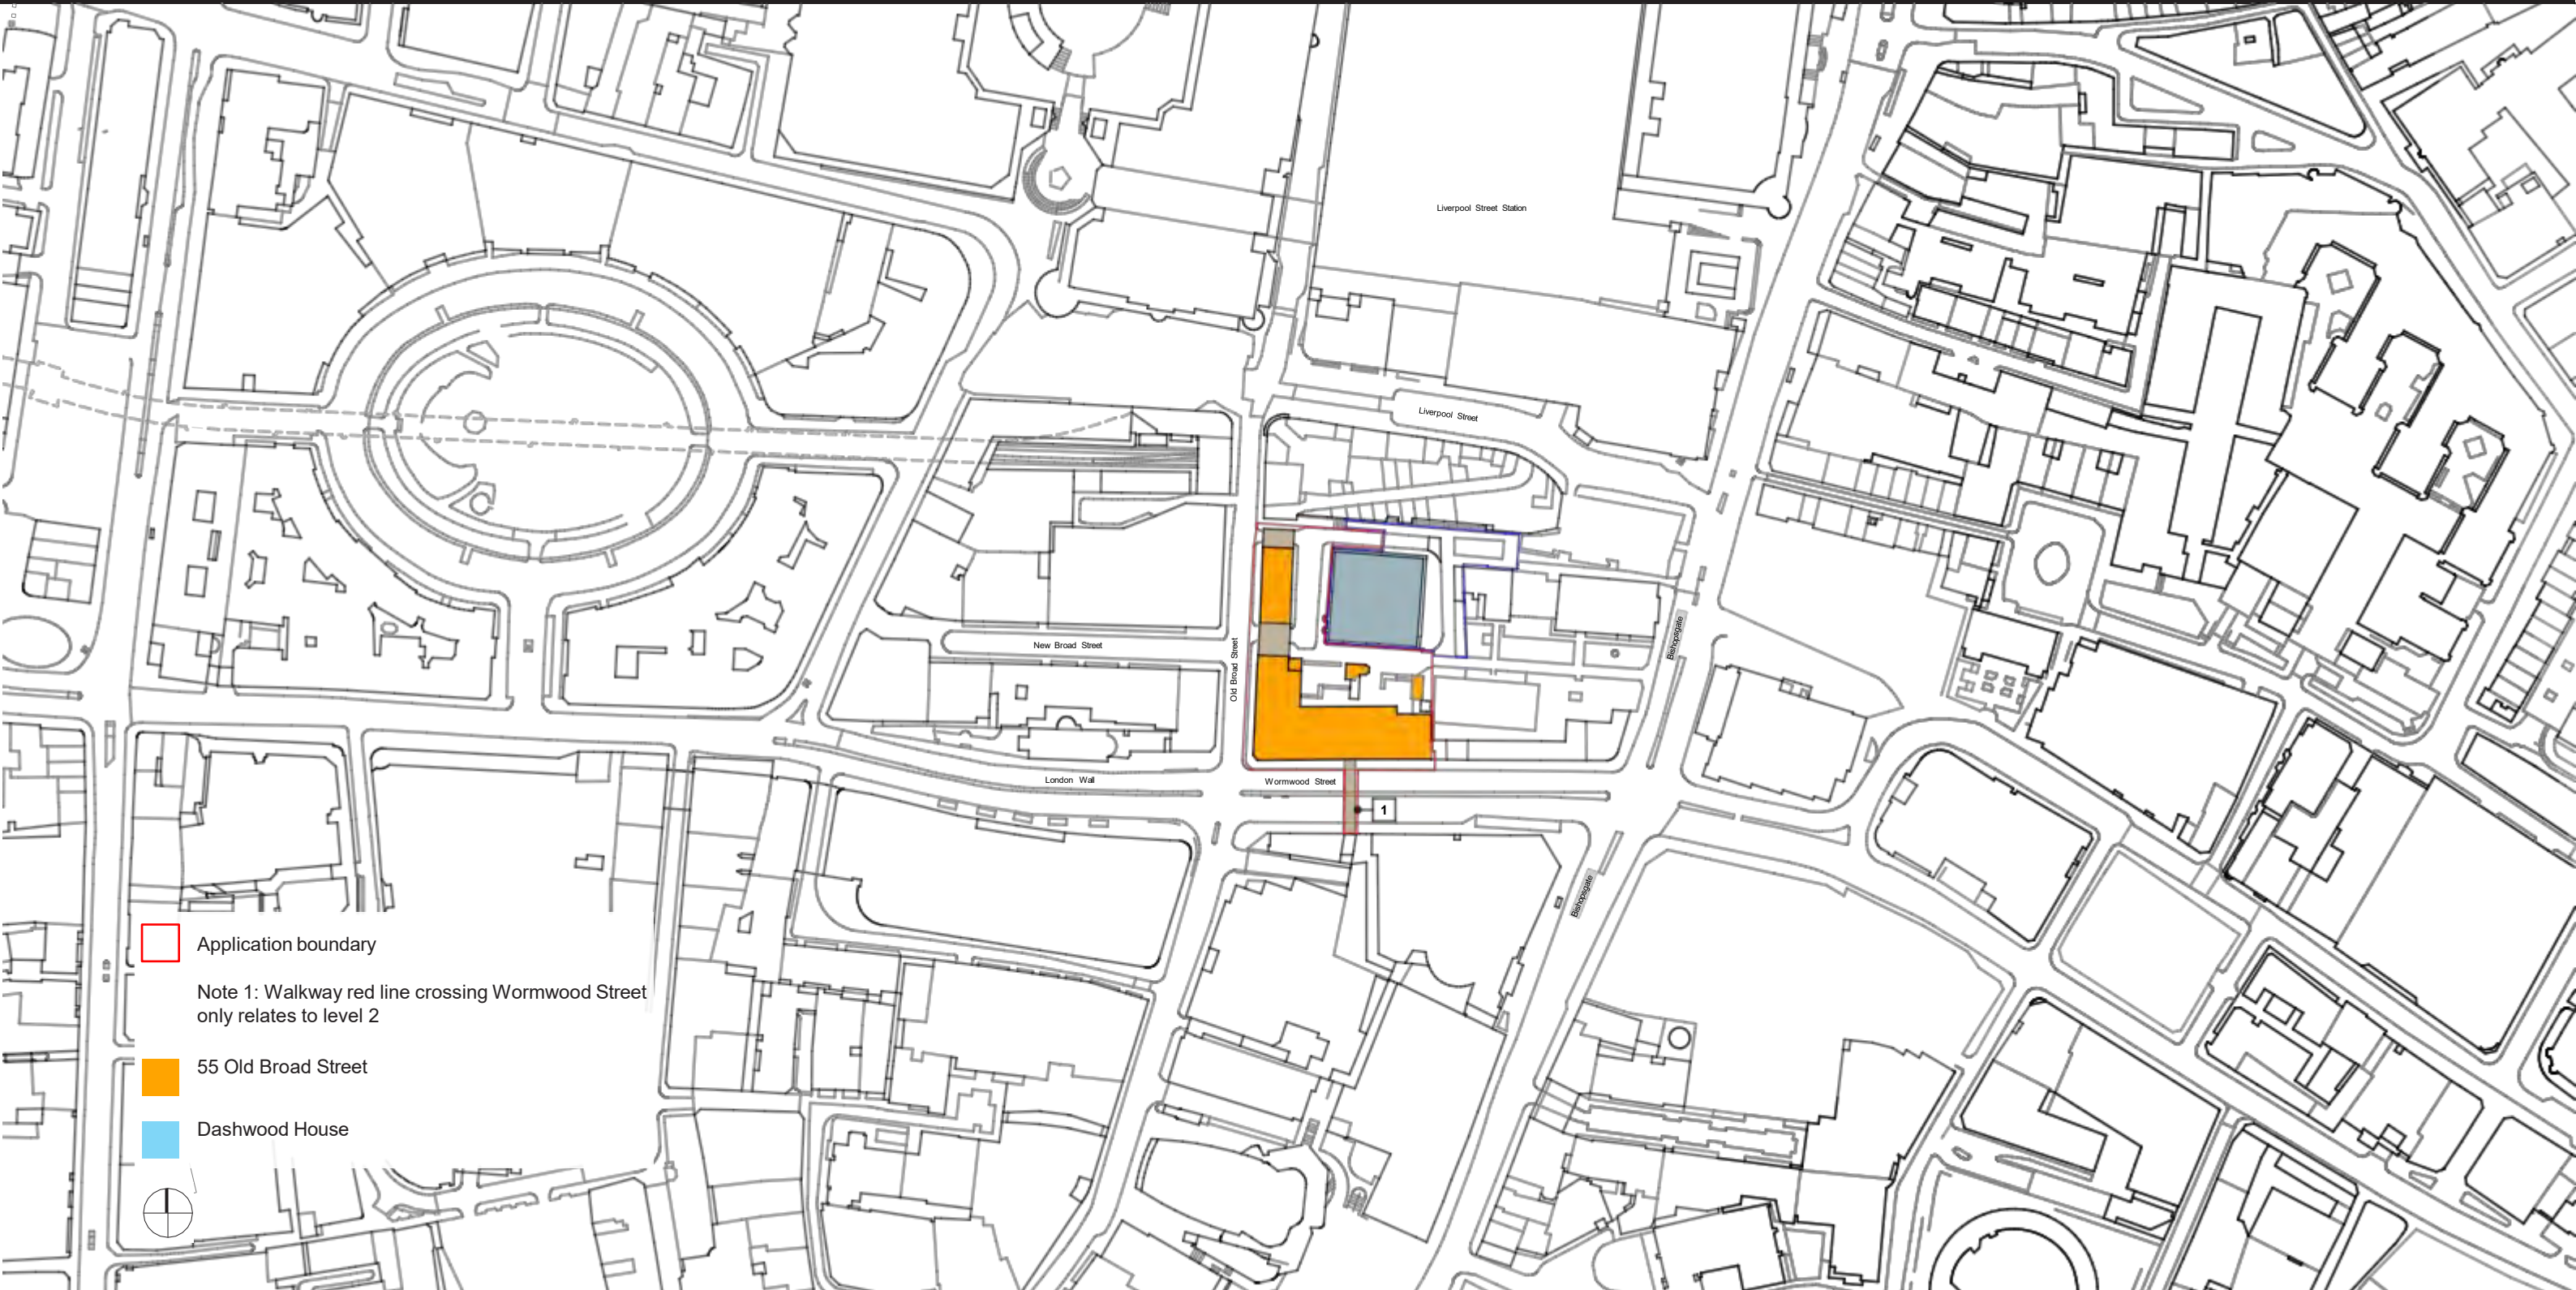 Liverpool Street Station
Liverpool Street
New Broad Street
Old Broad Street
Bishopsgate
London Wall
Wormwood Street
1
Bishopsgate
Application boundary
Note 1: Walkway red line crossing Wormwood Street
only relates to level 2
55 Old Broad Street
Dashwood House